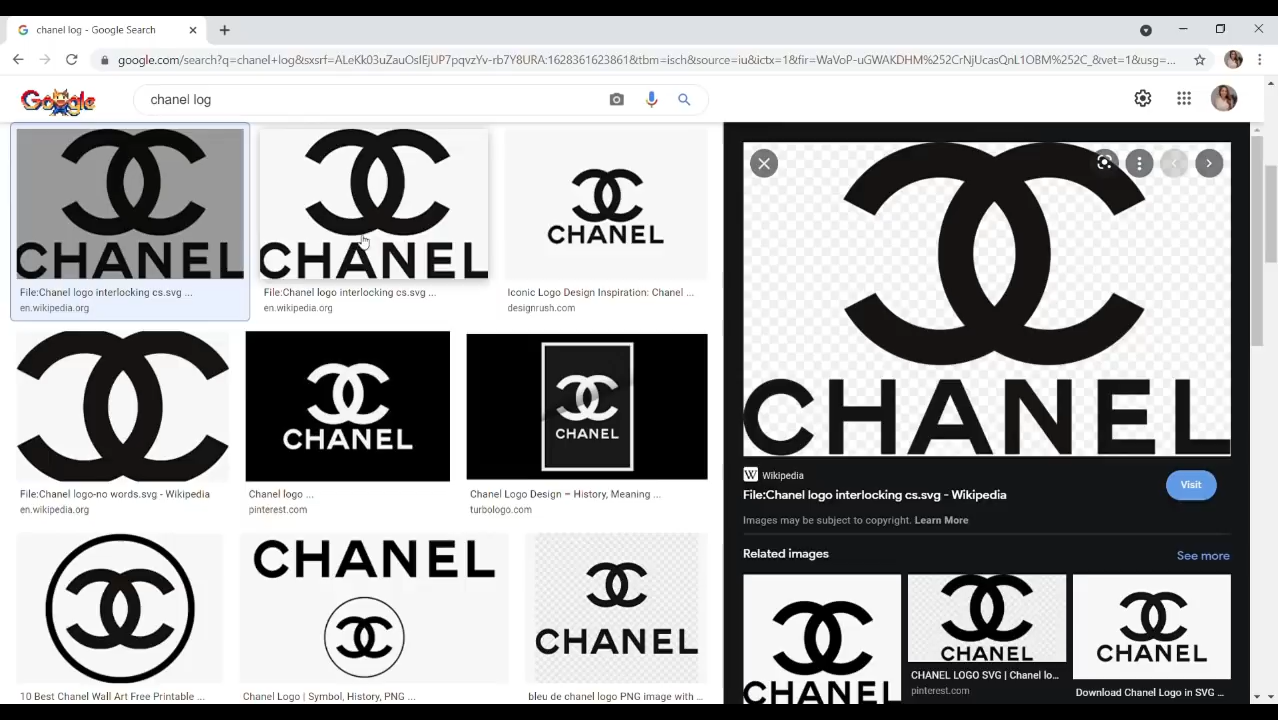 chanel log - Google Search
google.com/search?q=chanel+log&sxsrf=ALeKk03uZauOsIEjUP7pqvzYv-rb7Y8URA:1628361623861&tbm=isch&source=iu&ictx=1&fir=WaVoP-uGWAKDHM%252CrNjUcasQnL1OBM%252C_&vet=1&usg=...
Google
chanel log
CHANEL
CHANEL
CHANEL
File:Chanel logo interlocking cs.svg ...
en.wikipedia.org
File:Chanel logo interlocking cs.svg ...
en.wikipedia.org
Iconic Logo Design Inspiration: Chanel ...
designrush.com
CHANEL
CHANEL
File:Chanel logo-no words.svg - Wikipedia
en.wikipedia.org
Chanel logo ...
pinterest.com
Chanel Logo Design – History, Meaning ...
turbologo.com
CHANEL
CHANEL
10 Best Chanel Wall Art Free Printable ...
Chanel Logo | Symbol, History, PNG ...
bleu de chanel logo PNG image with ...
CHANEL
W Wikipedia
File:Chanel logo interlocking cs.svg - Wikipedia
Visit
Images may be subject to copyright. Learn More
Related images
See more
CHANEL
CHANEL
CHANEL
CHANEL LOGO SVG | Chanel lo...
pinterest.com
Download Chanel Logo in SVG ...